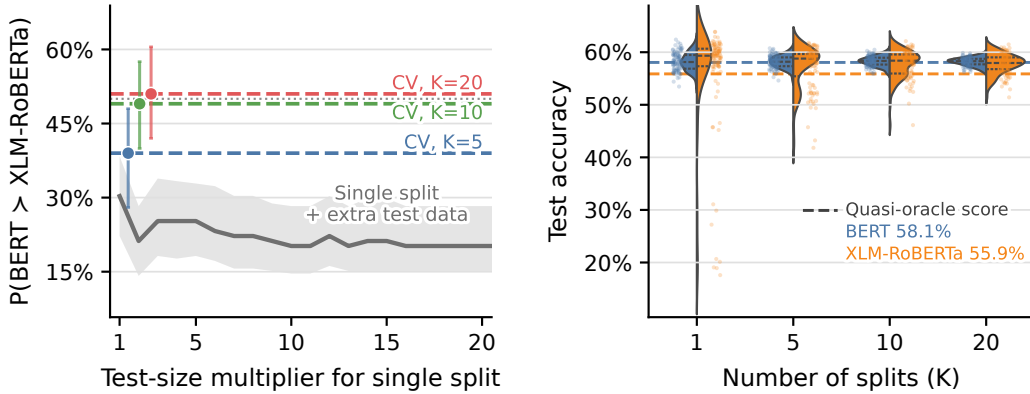 P(BERT > XLM-RoBERTa)
60%
45%
30%
15%
CV, K=20
CV, K=10
CV, K=5
Single split
+ extra test data
1
5
10
15
20
Test-size multiplier for single split
Test accuracy
60%
50%
40%
30%
20%
Quasi-oracle score
BERT 58.1%
XLM-RoBERTa 55.9%
1
5
10
20
Number of splits (K)